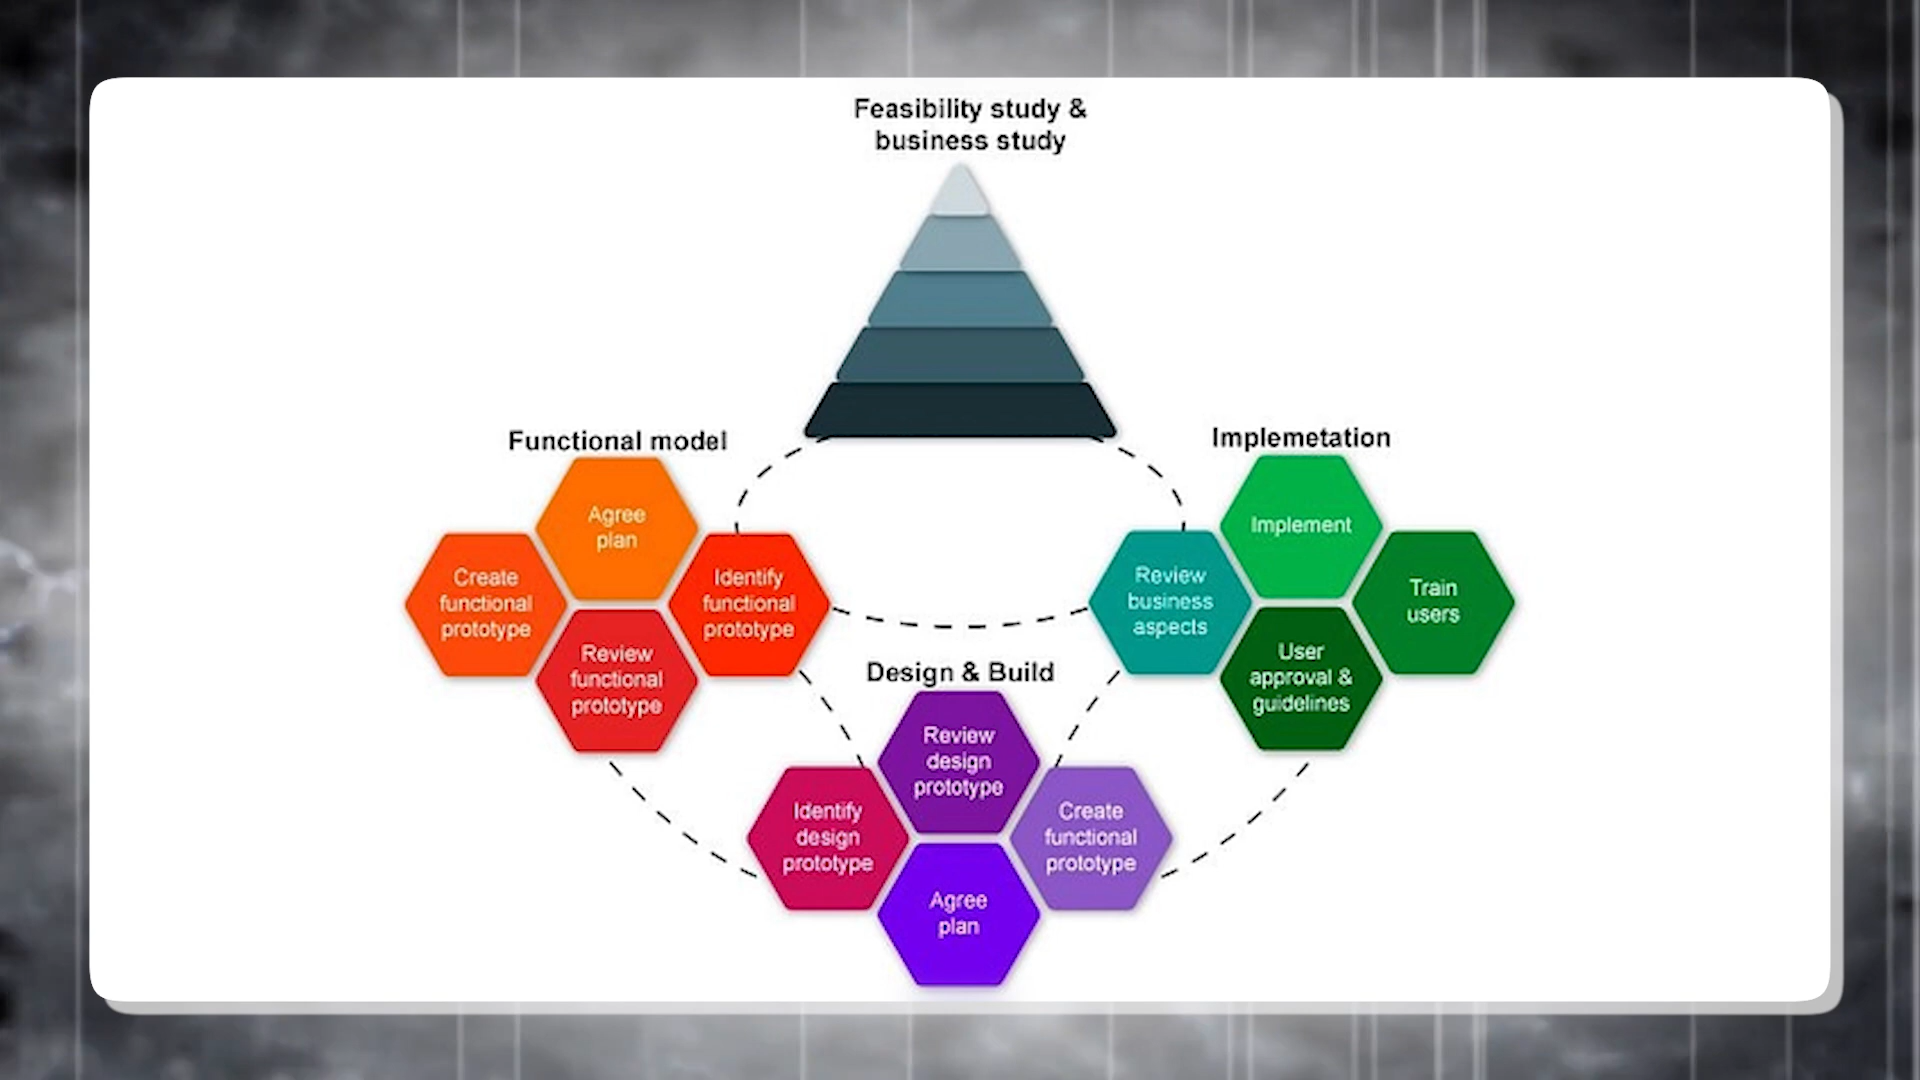 Feasibility study &
business study
Functional model
Agree
plan
Create
functional
prototype
Identify
functional
prototype
Review
functional
prototype
Implemetation
Implement
Review
business
aspects
Train
users
User
approval &
guidelines
Design & Build
Review
design
prototype
Identify
design
prototype
Create
functional
prototype
Agree
plan